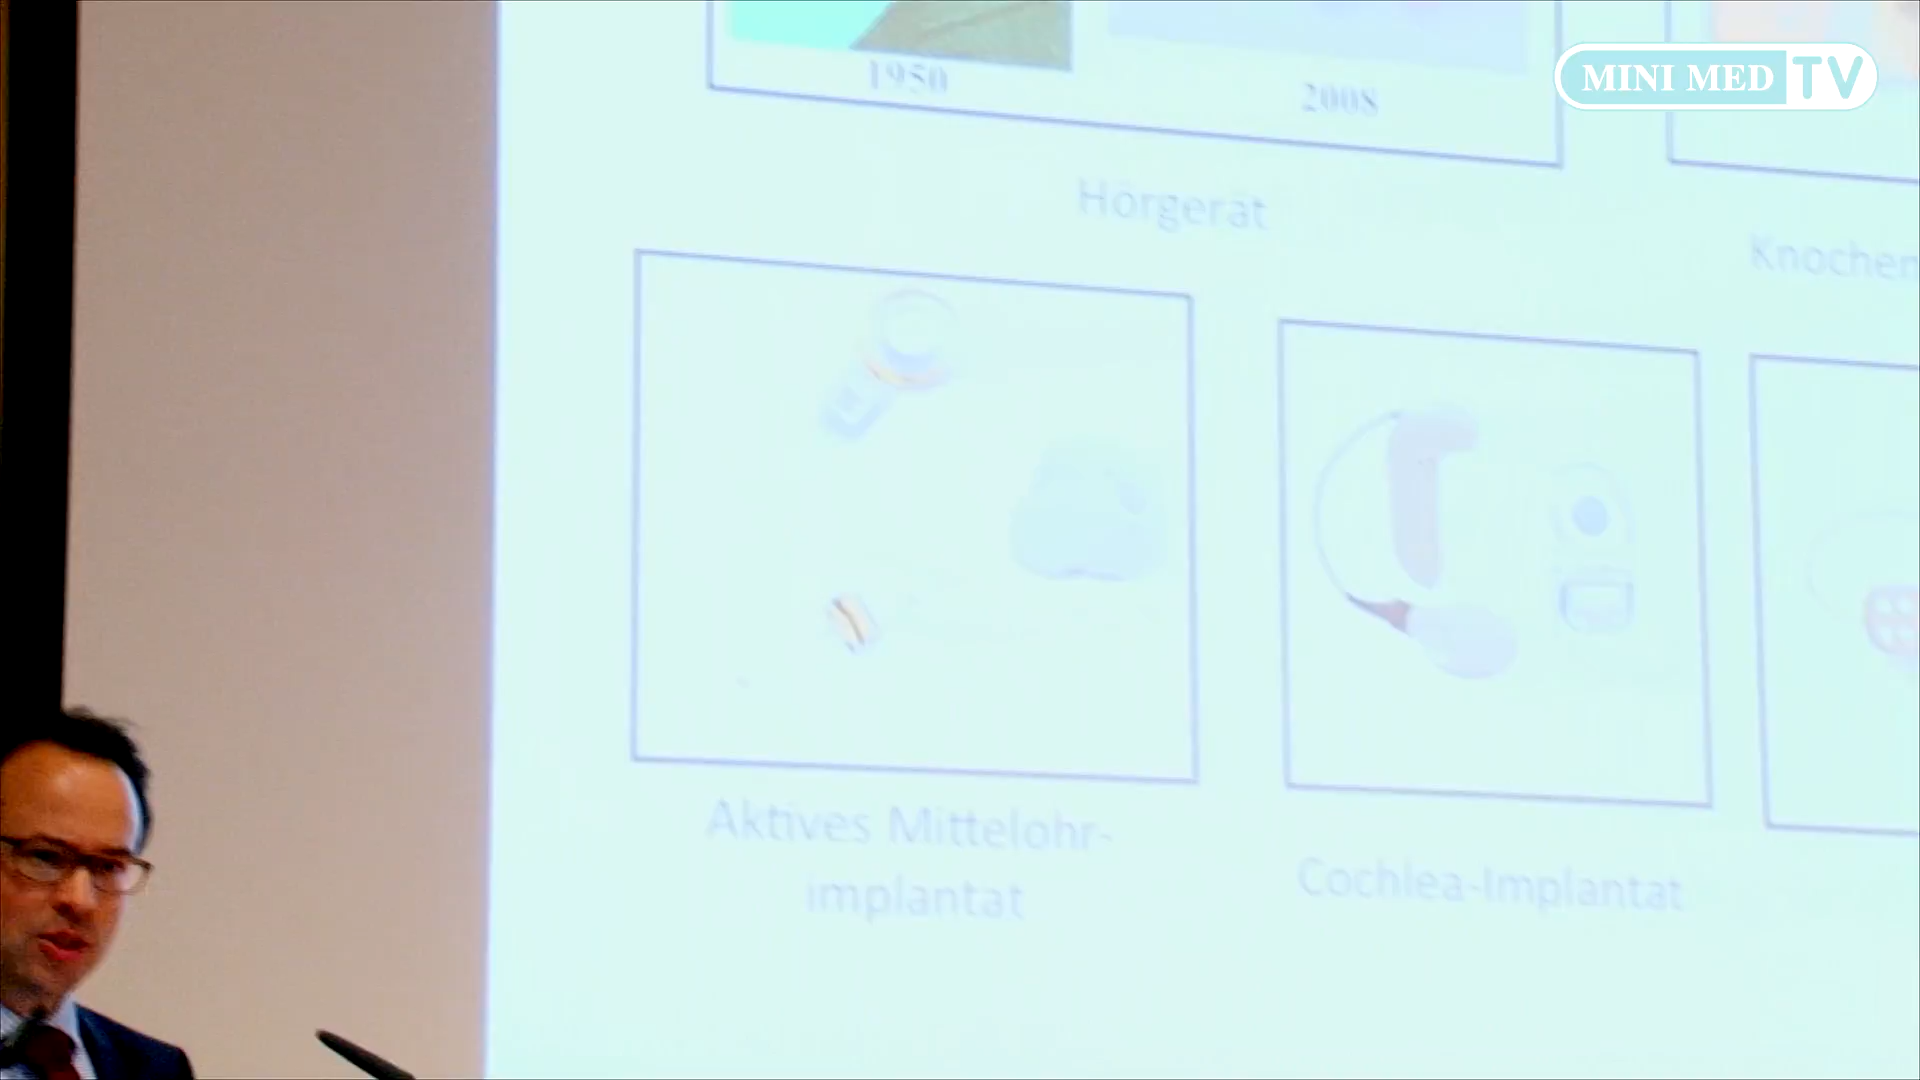 MINI MED TV
1950
2008
Hörgerät
Knochen
Aktives Mittelohr-
implantat
Cochlea-Implantat